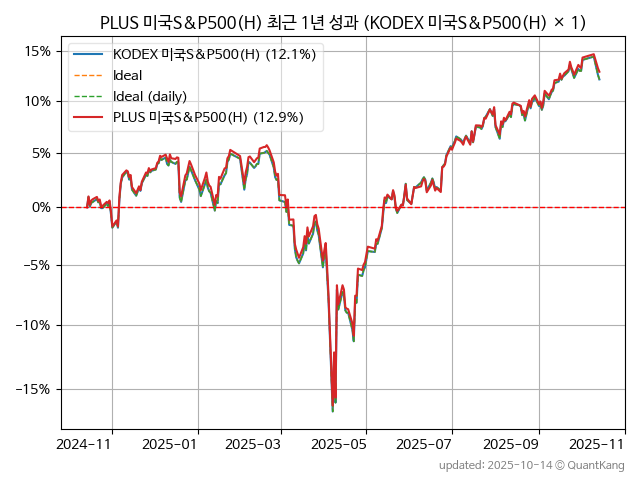 PLUS 미국S&P500(H) 최근 1년 성과 (KODEX 미국S&P500(H) × 1)
KODEX 미국S&P500(H) (12.1%)
Ideal
Ideal (daily)
PLUS 미국S&P500(H) (12.9%)
15%
10%
5%
0%
−5%
−10%
−15%
2024-11 2025-01 2025-03 2025-05 2025-07 2025-09 2025-11
updated: 2025-10-14 © QuantKang